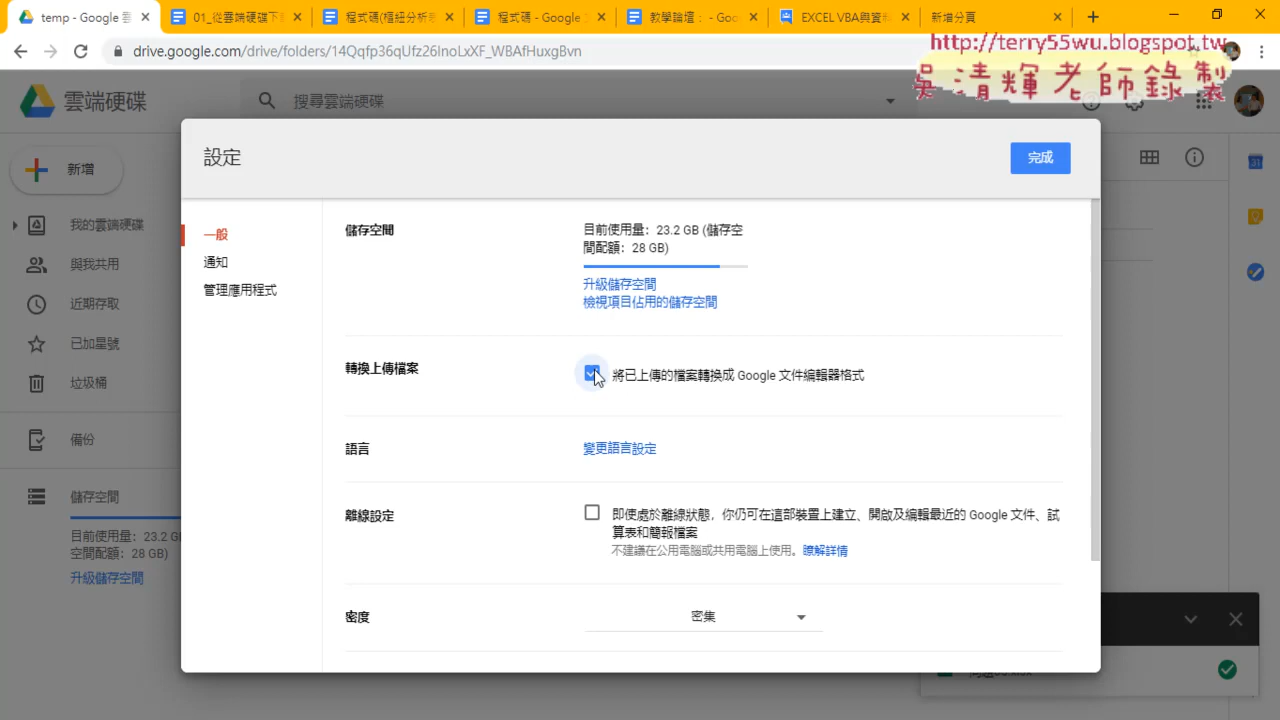 temp - Google 雲
01_從雲端硬碟下
程式碼(樞紐分析
程式碼 - Google
教學論壇: - Goo
EXCEL VBA與資
新分頁
drive.google.com/drive/folders/14Qqfp36qUfz26lnoLxXF_WBAfHuxgBvn
http://terry55wu.blogspot.tw
吳清輝老師錄製
雲端硬碟
搜尋雲端硬碟
設定
完成
新增
我的雲端硬碟
與我共用
近期存取
已加星號
垃圾桶
備份
儲存空間
目前使用量: 23.2 G
空間配額: 28 GB)
升級儲存空間
一般
通知
管理應用程式
儲存空間
目前使用量: 23.2 GB (儲存空
間配額: 28 GB)
升級儲存空間
檢視項目佔用的儲存空間
轉換上傳檔案
將已上傳的檔案轉換成 Google 文件編輯器格式
語言
變更語言設定
離線設定
即使處於離線狀態，你仍可在這部裝置上建立、開啟及編輯最近的 Google 文件、試
算表和簡報檔案
不建議在公用電腦或共用電腦上使用。瞭解詳情
密度
密集